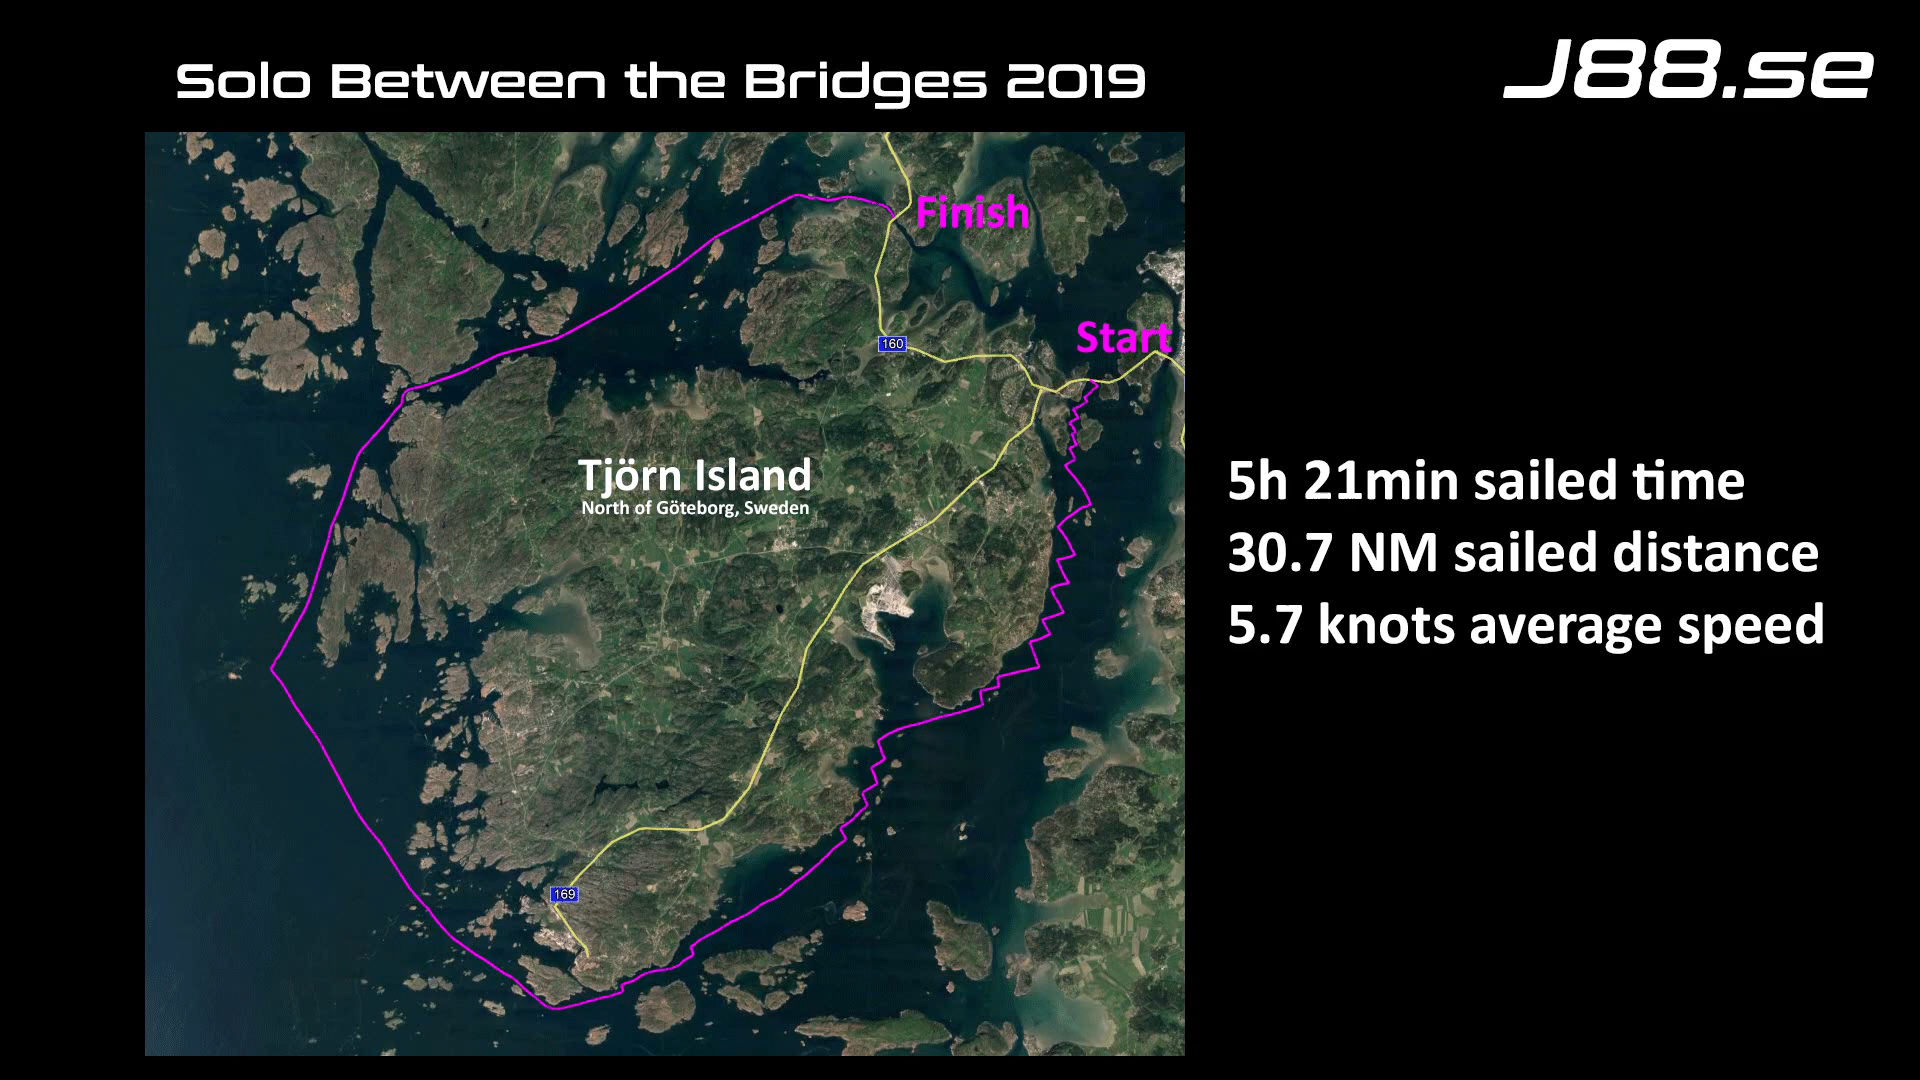 Solo Between the Bridges 2019
J88.se
Finish
Start
160
Tjörn Island
North of Göteborg, Sweden
5h 21min sailed time
30.7 NM sailed distance
5.7 knots average speed
169